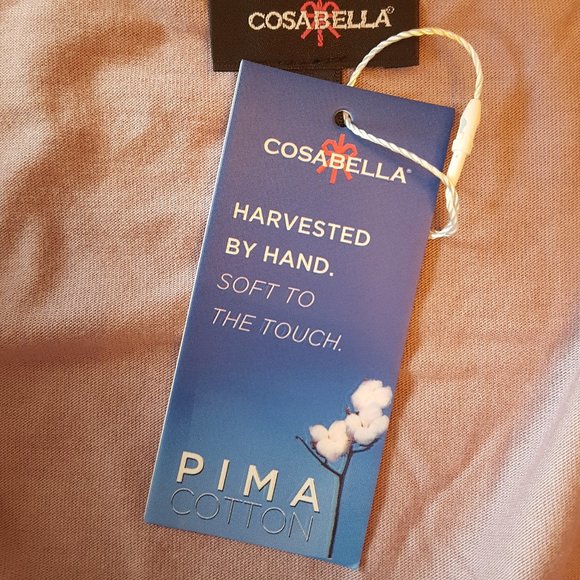 COSABELLA
COSABELLA®
HARVESTED
BY HAND.
SOFT TO
THE TOUCH.
PIMA
COTTON